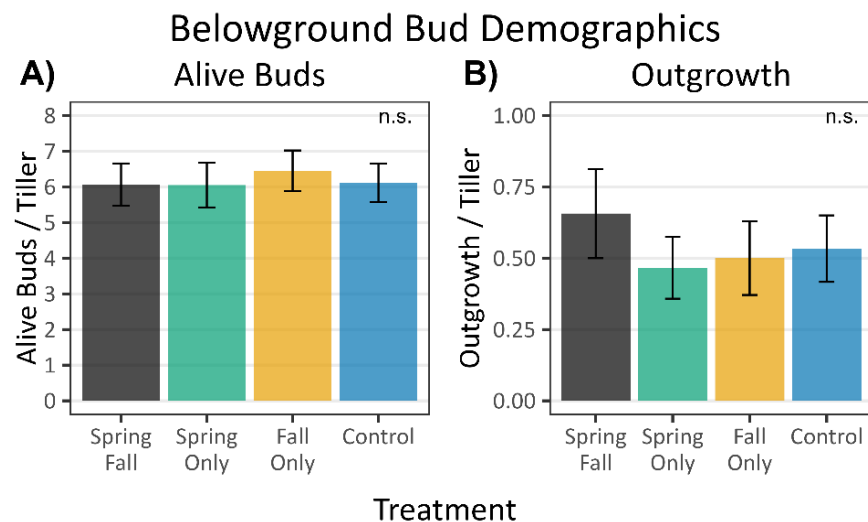 Belowground Bud Demographics
A) Alive Buds
n.s.
Alive Buds / Tiller
8
7
6
5
4
3
2
1
0
Spring Fall
Spring Only
Fall Only
Control
B) Outgrowth
n.s.
Outgrowth / Tiller
1.00
0.75
0.50
0.25
0.00
Spring Fall
Spring Only
Fall Only
Control
Treatment